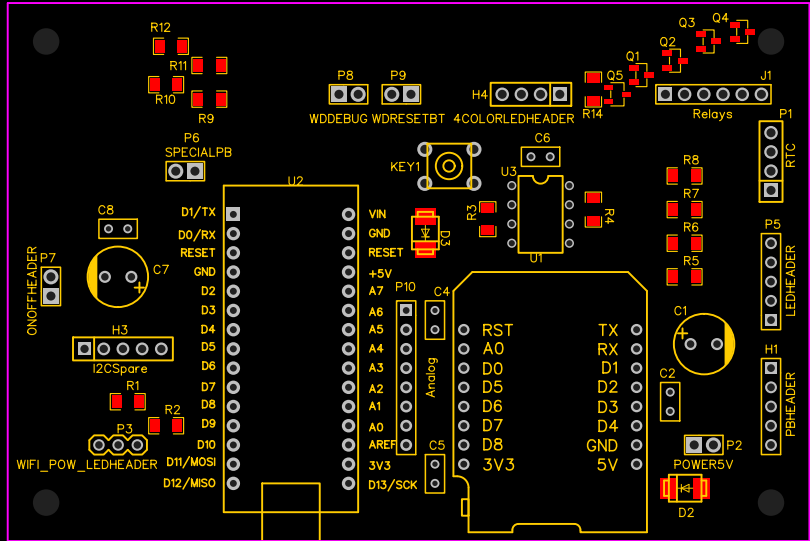 R12
R11
R10
R9
P6
SPECIALPB
P8
P9
WDDEBUG
WDRESETBT
H4
4COLORLEDHEADER
Q5
R14
Q1
Q2
Q3
Q4
J1
Relays
P1
RTC
KEY1
C6
U3
U1
R3
R4
D3
R8
R7
R6
R5
P5
LEDHEADER
C8
C7
P7
ONOFFHEADER
H3
I2CSpare
R1
R2
P3
WIFI_POW_LEDHEADER
U2
D1/TX
D0/RX
RESET
GND
D2
D3
D4
D5
D6
D7
D8
D9
D10
D11/MOSI
D12/MISO
VIN
GND
RESET
+5V
A7
A6
A5
A4
A3
A2
A1
A0
AREF
3V3
D13/SCK
P10
Analog
C4
C5
RST
A0
D0
D5
D6
D7
D8
3V3
TX
RX
D1
D2
D3
D4
GND
5V
C1
C2
H1
PBHEADER
P2
POWER5V
D2